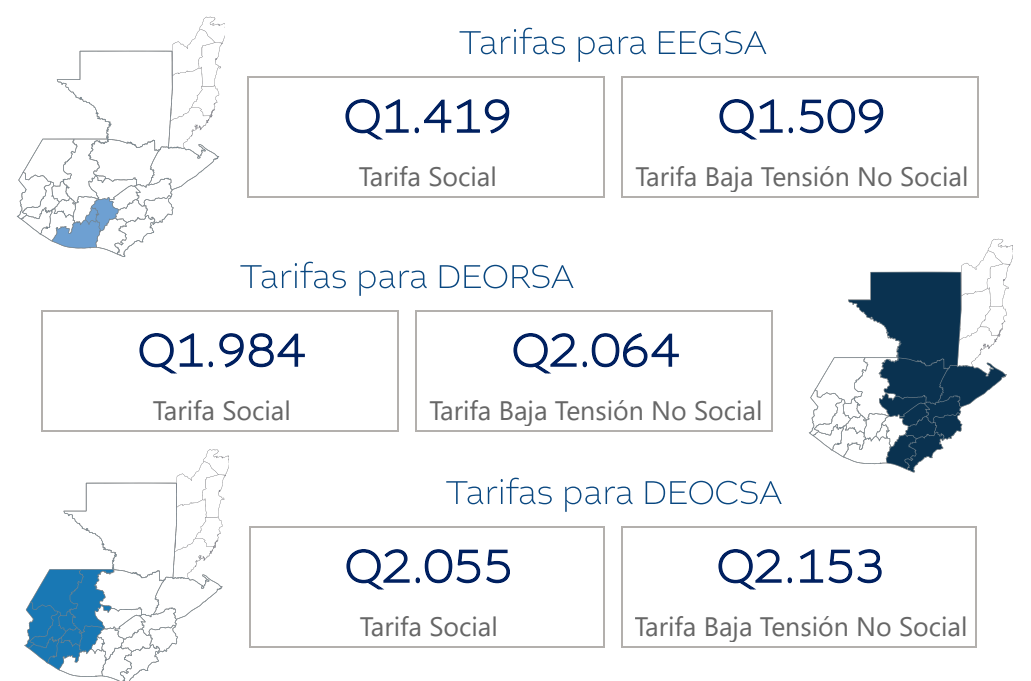 Tarifas para EEGSA
Q1.419
Tarifa Social
Q1.509
Tarifa Baja Tensión No Social
Tarifas para DEORSA
Q1.984
Tarifa Social
Q2.064
Tarifa Baja Tensión No Social
Tarifas para DEOCSA
Q2.055
Tarifa Social
Q2.153
Tarifa Baja Tensión No Social